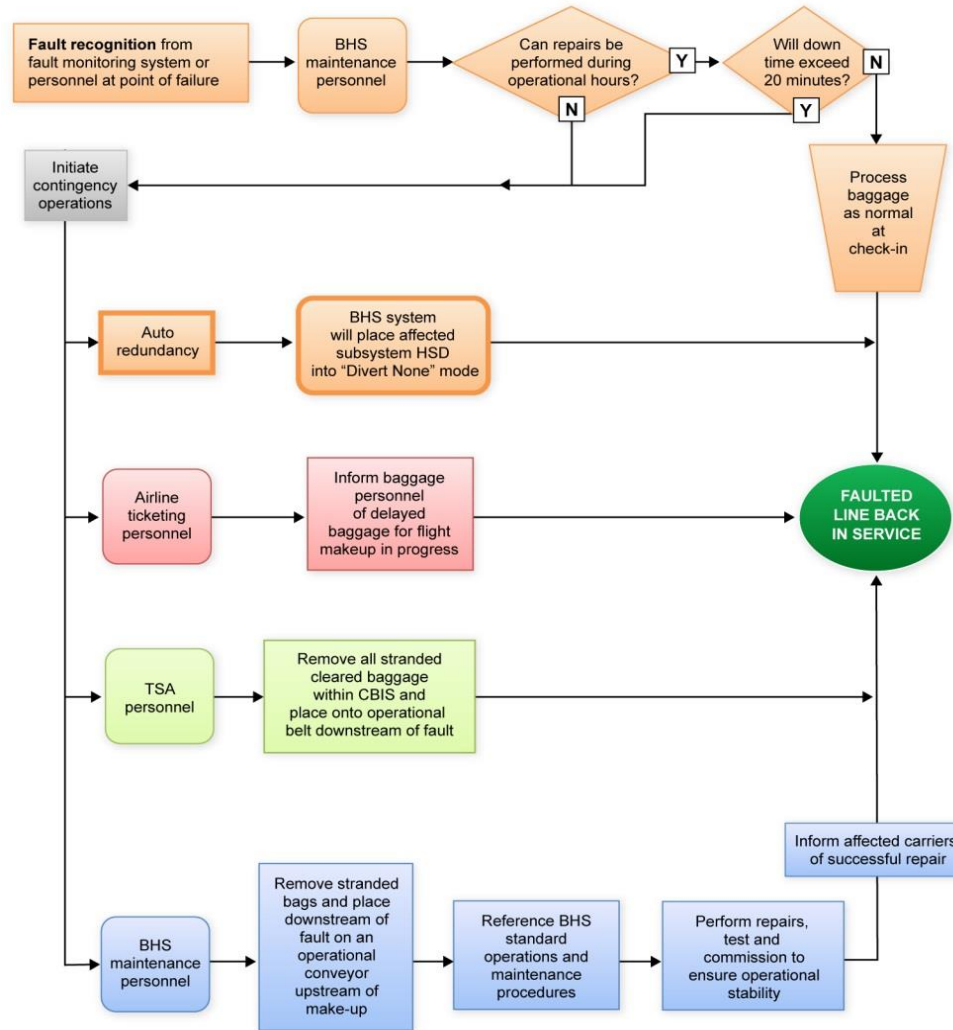 Fault recognition from
fault monitoring system or
personnel at point of failure
BHS
maintenance
personnel
Can repairs be
performed during
operational hours?
Y
N
Will down
time exceed
20 minutes?
N
Y
Initiate
contingency
operations
Process
baggage
as normal
at
check-in
Auto
redundancy
BHS system
will place affected
subsystem HSD
into “Divert None” mode
Airline
ticketing
personnel
Inform baggage
personnel
of delayed
baggage for flight
makeup in progress
FAULTED
LINE BACK
IN SERVICE
TSA
personnel
Remove all stranded
cleared baggage
within CBIS and
place onto operational
belt downstream of fault
Inform affected carriers
of successful repair
BHS
maintenance
personnel
Remove stranded
bags and place
downstream of
fault on an
operational
conveyor
upstream of
make-up
Reference BHS
standard
operations and
maintenance
procedures
Perform repairs,
test and
commission to
ensure operational
stability